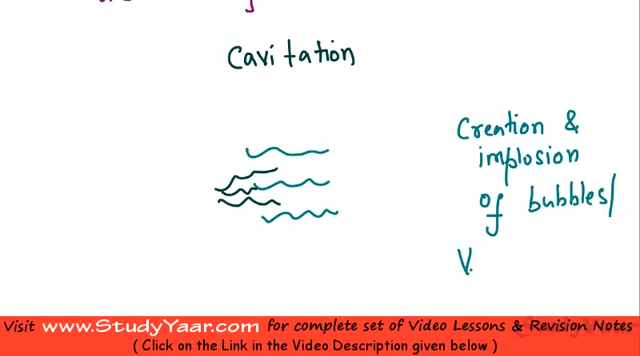 Cavitation
Creation &
implosion
of bubbles/
V.
Visit www.StudyYaar.com for complete set of Video Lessons & Revision Notes
( Click on the Link in the Video Description given below )